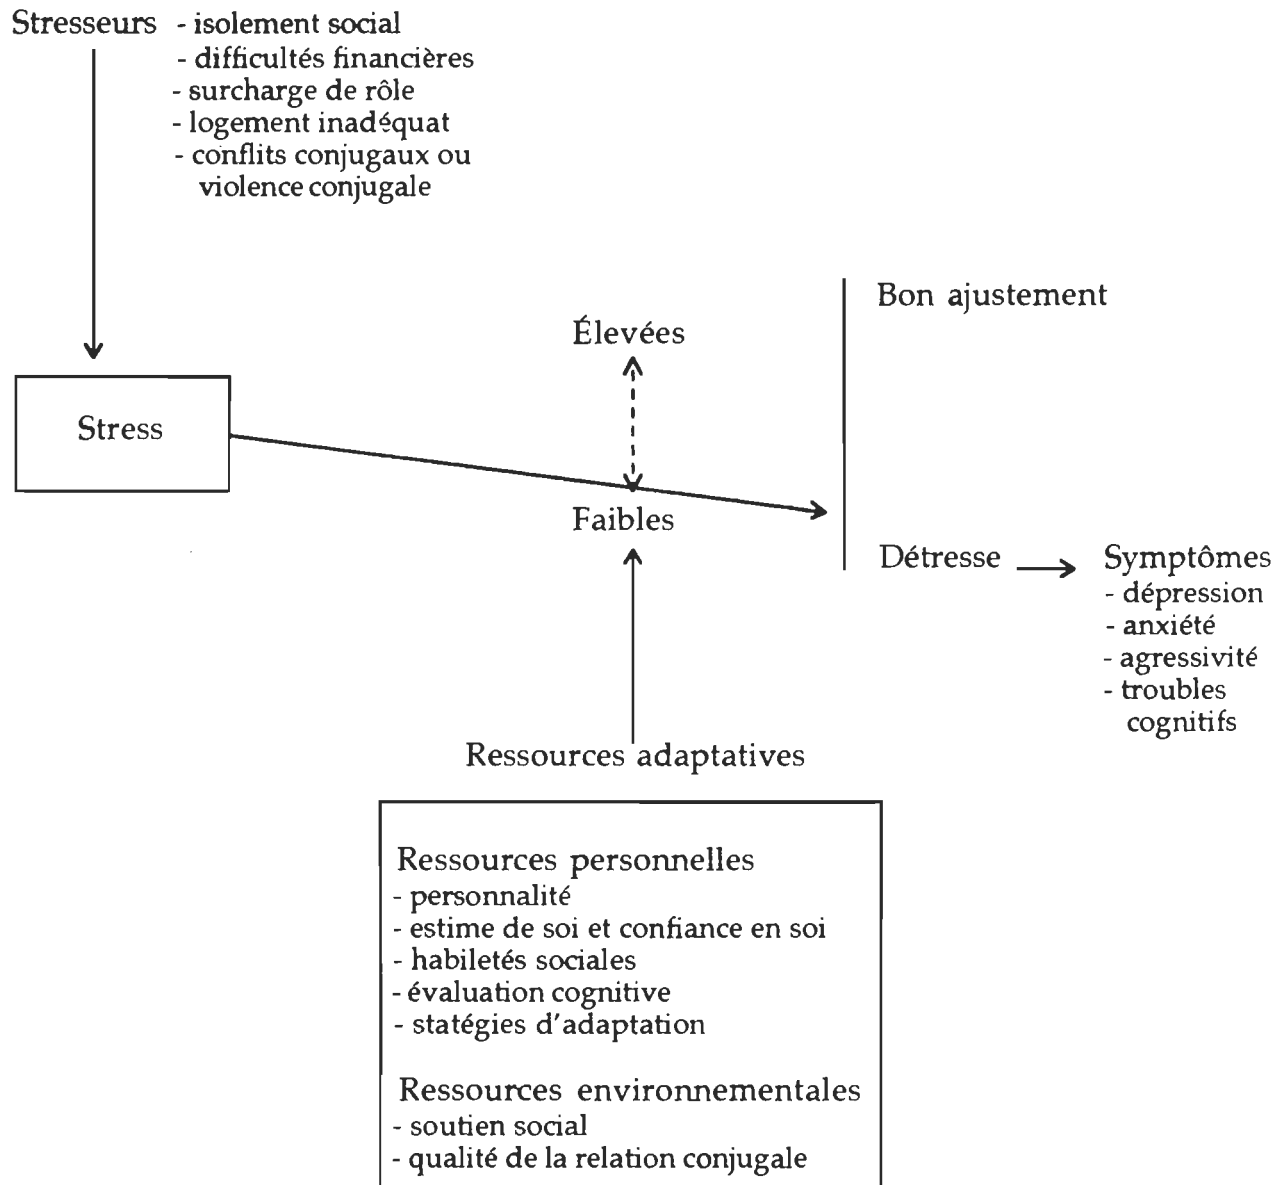 Stresseurs - isolement social
- difficultés financières
- surcharge de rôle
- logement inadéquat
- conflits conjugaux ou
violence conjugale
Bon ajustement
Élevées
Stress
Faibles
Détresse
Symptômes
- dépression
- anxiété
- agressivité
- troubles
cognitifs
Ressources adaptatives
Ressources personnelles
- personnalité
- estime de soi et confiance en soi
- habiletés sociales
- évaluation cognitive
- statégies d'adaptation
Ressources environnementales
- soutien social
- qualité de la relation conjugale